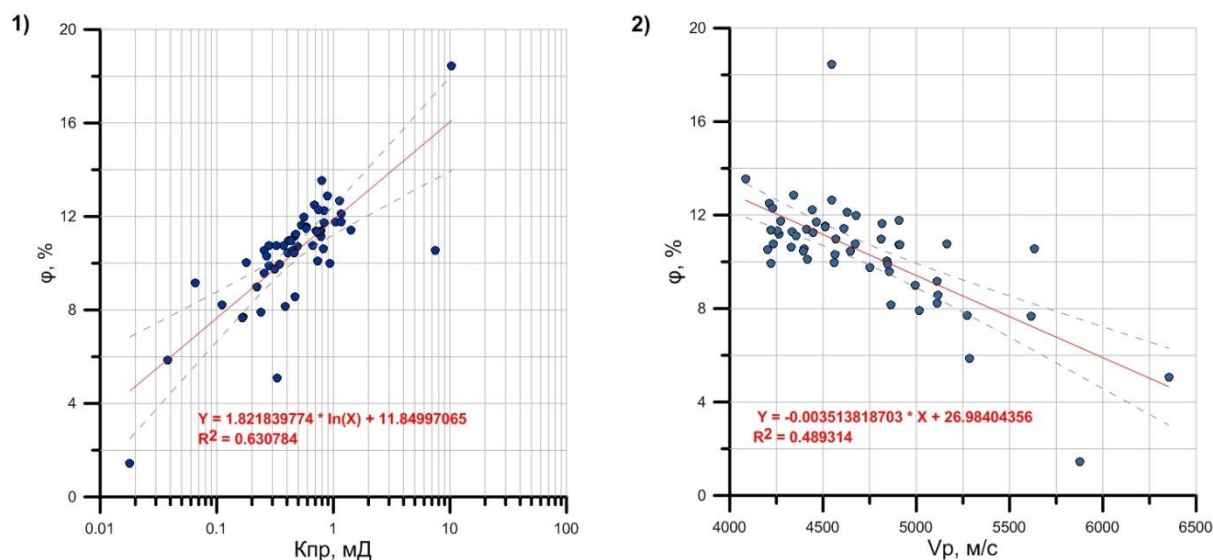 1)
20
16
12
8
4
0
φ, %
Y = 1.821839774 * ln(X) + 11.84997065
R² = 0.630784
0.01 0.1 1 10 100
Кпр, мД
2)
20
16
12
8
4
0
φ, %
Y = -0.003513818703 * X + 26.98404356
R² = 0.489314
4000 4500 5000 5500 6000 6500
Vp, м/с